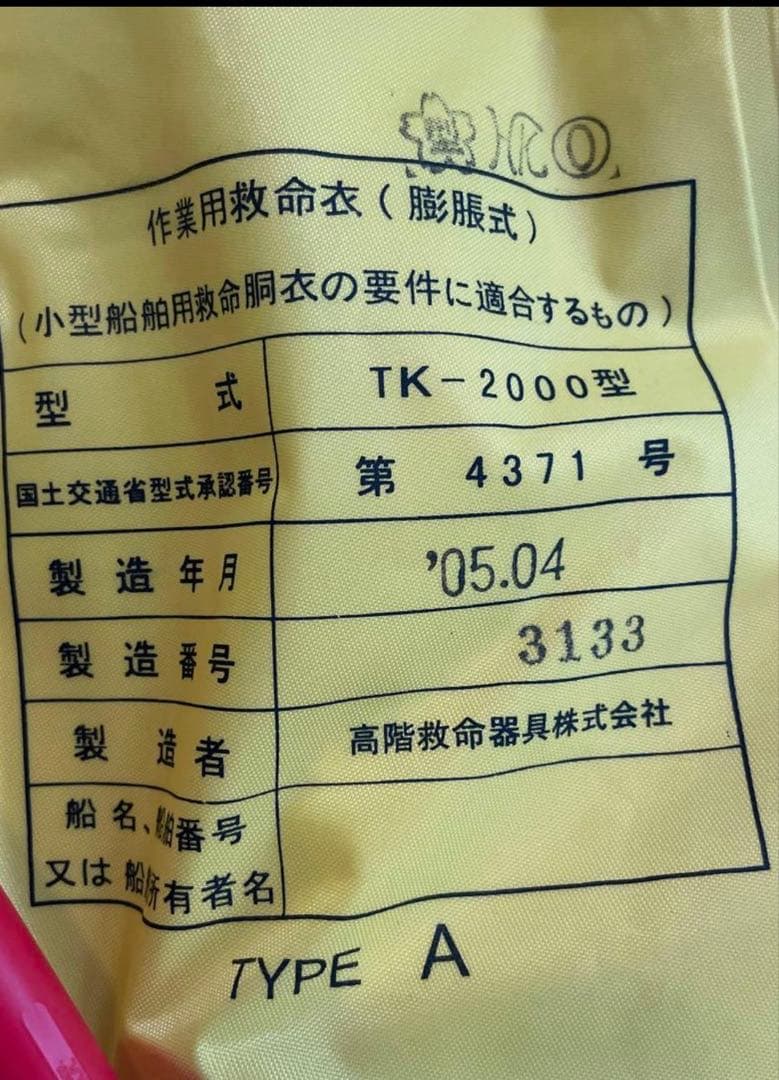 作業用救命衣(膨脹式)
(小型船舶用救命胴衣の要件に適合するもの)
型 式 TK-2000型
国土交通省型式承認番号 第 4371 号
製造年月 '05.04
製造番号 3133
製造者 高階救命器具株式会社
船名、船舶番号
又は船舶所有者名
TYPE A